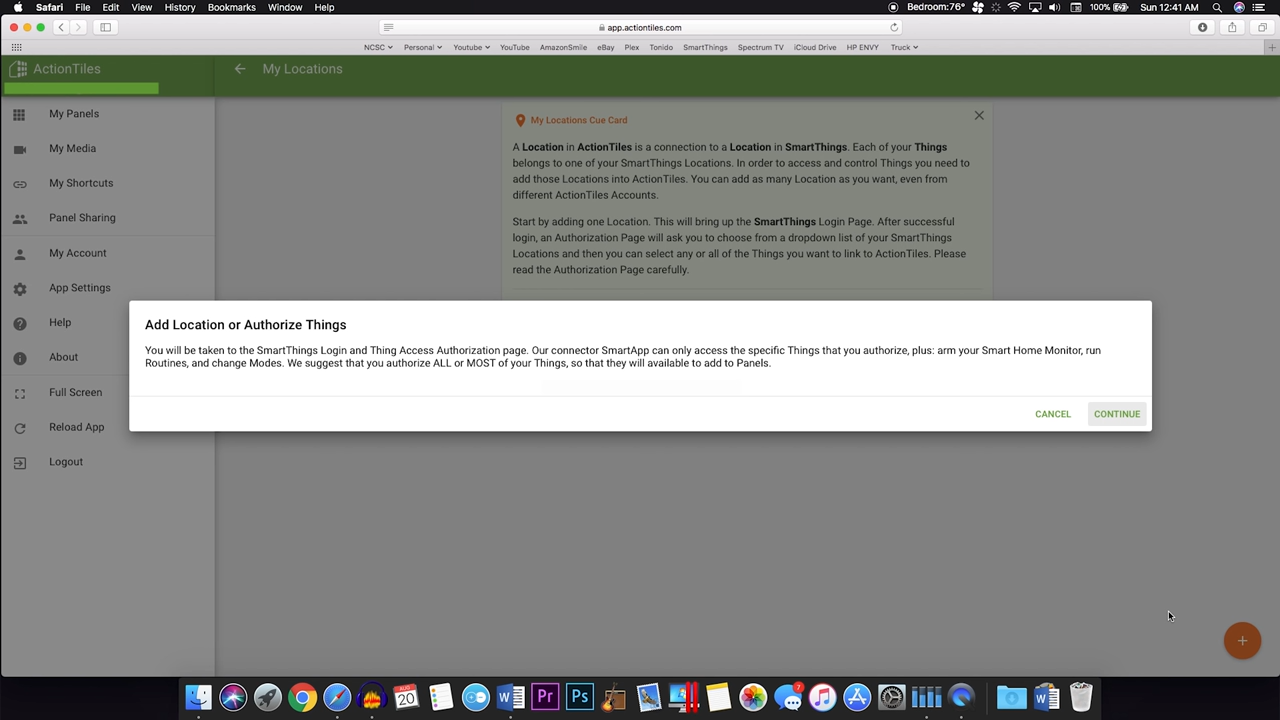 Safari File Edit View History Bookmarks Window Help Bedroom:76° 100% Sun 12:41 AM
app.actiontiles.com
NCSC Personal Youtube YouTube AmazonSmile eBay Plex Tonido SmartThings Spectrum TV iCloud Drive HP ENVY Truck
ActionTiles
My Locations
My Panels
My Media
My Shortcuts
Panel Sharing
My Account
App Settings
Help
About
Full Screen
Reload App
Logout
My Locations Cue Card
A Location in ActionTiles is a connection to a Location in SmartThings. Each of your Things
belongs to one of your SmartThings Locations. In order to access and control Things you need to
add those Locations into ActionTiles. You can add as many Location as you want, even from
different ActionTiles Accounts.
Start by adding one Location. This will bring up the SmartThings Login Page. After successful
login, an Authorization Page will ask you to choose from a dropdown list of your SmartThings
Locations and then you can select any or all of the Things you want to link to ActionTiles. Please
read the Authorization Page carefully.
Add Location or Authorize Things
You will be taken to the SmartThings Login and Thing Access Authorization page. Our connector SmartApp can only access the specific Things that you authorize, plus: arm your Smart Home Monitor, run
Routines, and change Modes. We suggest that you authorize ALL or MOST of your Things, so that they will available to add to Panels.
CANCEL CONTINUE
AUG
20
Pr
Ps
7